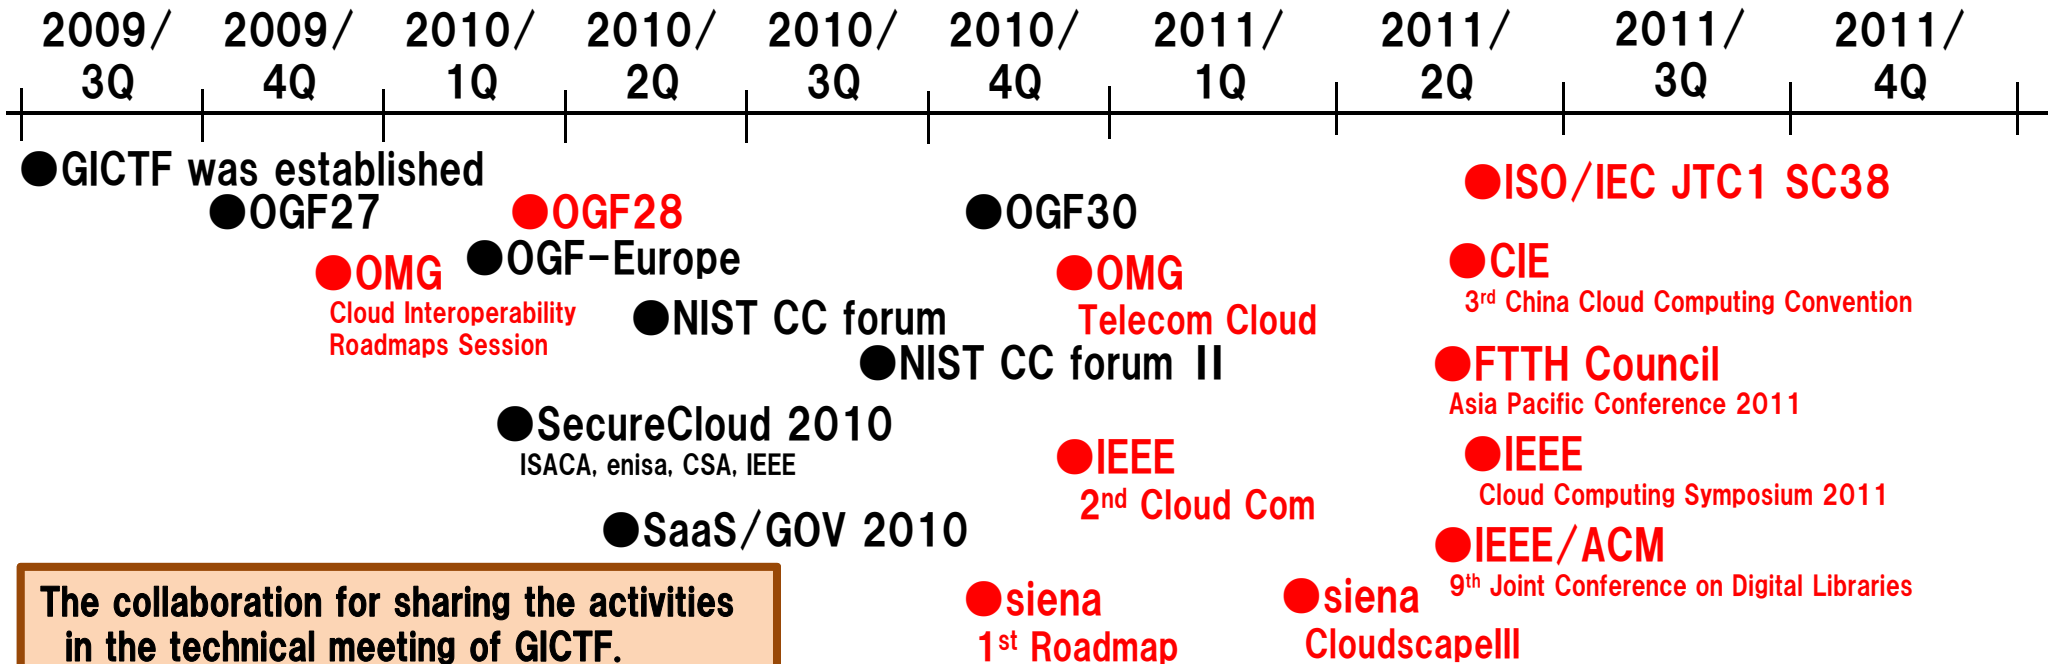 2009/ 2009/ 2010/ 2010/ 2010/ 2010/ 2011/ 2011/ 2011/ 2011/
3Q 4Q 1Q 2Q 3Q 4Q 1Q 2Q 3Q 4Q
●GICTF was established
●OGF27
●OGF28
●OGF30
●ISO/IEC JTC1 SC38
●OMG
Cloud Interoperability
Roadmaps Session
●OGF-Europe
●OMG
Telecom Cloud
●CIE
3rd China Cloud Computing Convention
●NIST CC forum
●NIST CC forum II
●FTTH Council
Asia Pacific Conference 2011
●SecureCloud 2010
ISACA, enisa, CSA, IEEE
●IEEE
2nd Cloud Com
●IEEE
Cloud Computing Symposium 2011
●SaaS/GOV 2010
●IEEE/ACM
9th Joint Conference on Digital Libraries
●siena
1st Roadmap
●siena
CloudscapeIII
The collaboration for sharing the activities
in the technical meeting of GICTF.